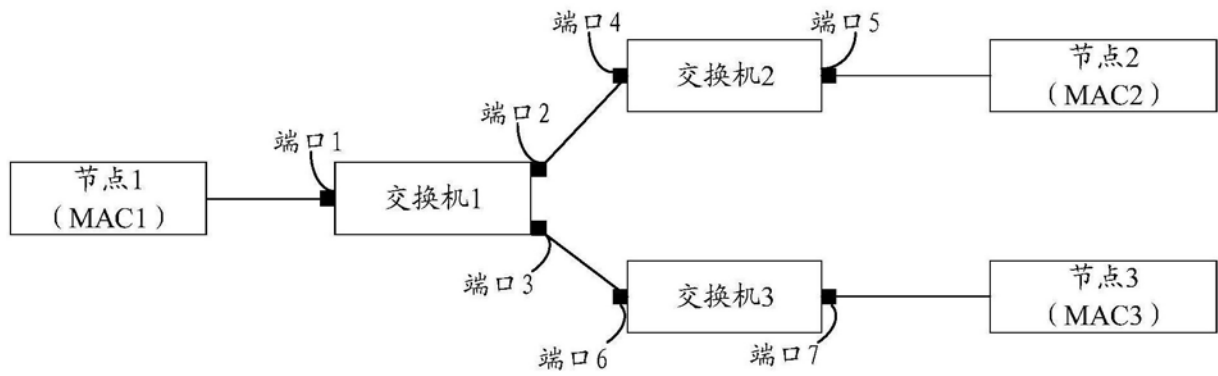 端口4
端口5
交换机2
节点2
（MAC2）
端口2
端口1
节点1
（MAC1）
交换机1
端口3
交换机3
节点3
（MAC3）
端口6
端口7